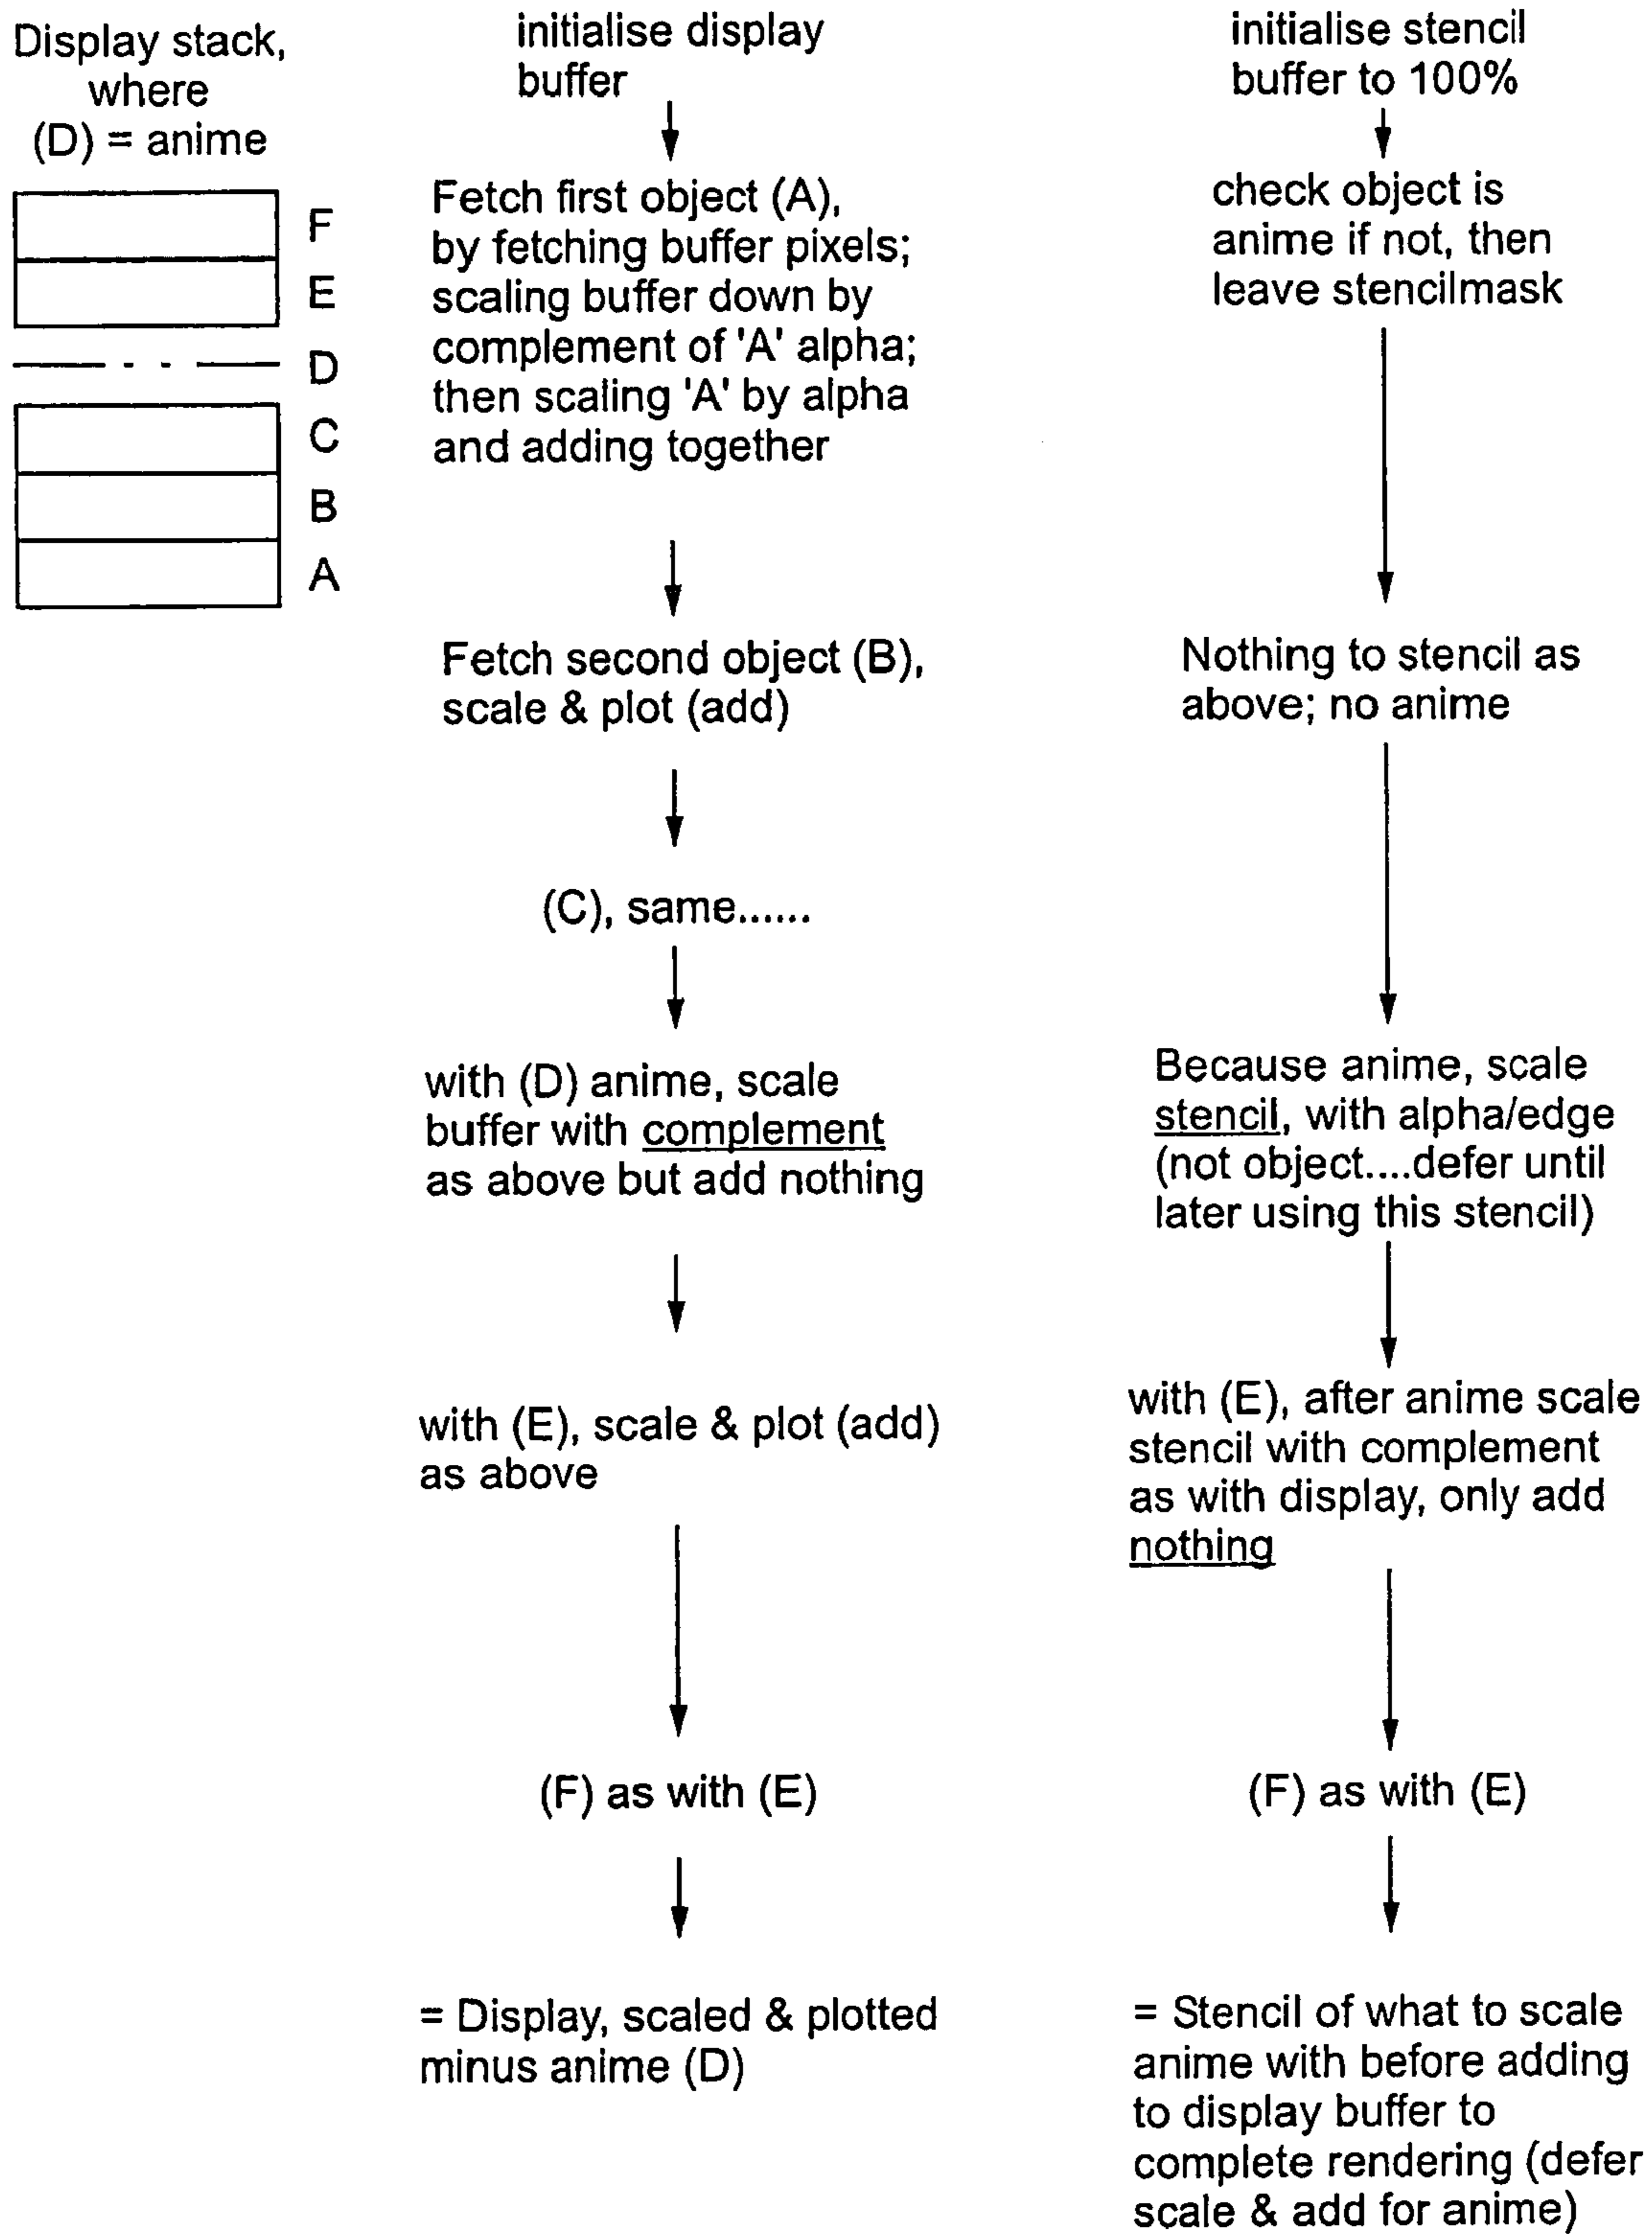 Display stack,
where
(D) = anime
F
E
D
C
B
A
initialise display
buffer
Fetch first object (A),
by fetching buffer pixels;
scaling buffer down by
complement of 'A' alpha;
then scaling 'A' by alpha
and adding together
Fetch second object (B),
scale & plot (add)
(C), same......
with (D) anime, scale
buffer with complement
as above but add nothing
with (E), scale & plot (add)
as above
(F) as with (E)
= Display, scaled & plotted
minus anime (D)
initialise stencil
buffer to 100%
check object is
anime if not, then
leave stencilmask
Nothing to stencil as
above; no anime
Because anime, scale
stencil, with alpha/edge
(not object....defer until
later using this stencil)
with (E), after anime scale
stencil with complement
as with display, only add
nothing
(F) as with (E)
= Stencil of what to scale
anime with before adding
to display buffer to
complete rendering (defer
scale & add for anime)